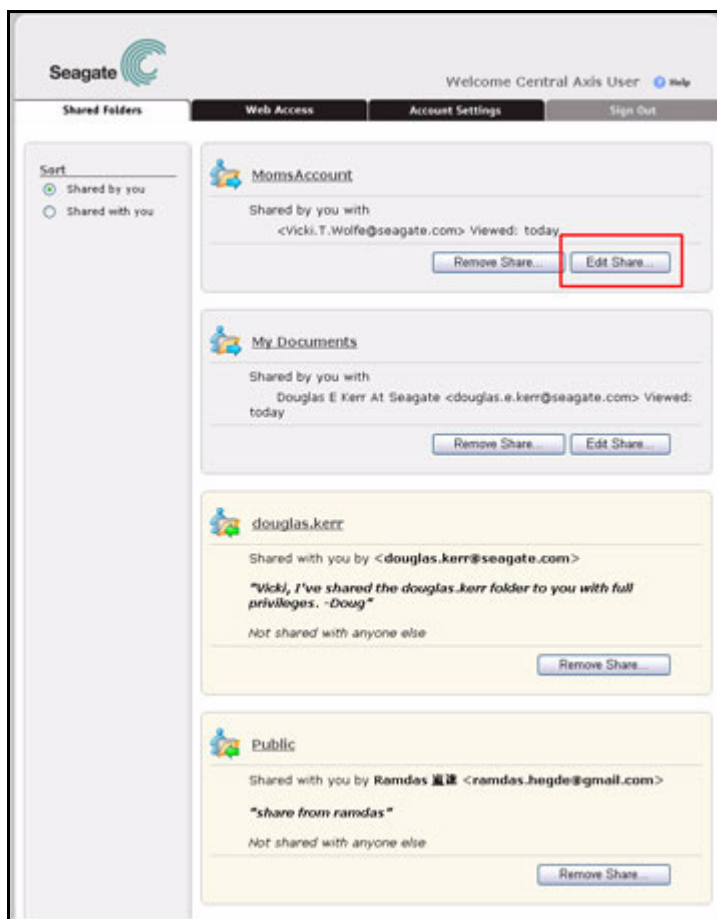 Seagate
Welcome Central Axis User Help
Shared Folders Web Access Account Settings Sign Out
Sort
Shared by you
Shared with you
MomsAccount
Shared by you with
<Vicki.T.Wolfe@seagate.com> Viewed: today
Remove Share... Edit Share...
My Documents
Shared by you with
Douglas E Kerr At Seagate <douglas.e.kerr@seagate.com> Viewed:
today
Remove Share... Edit Share...
douglas.kerr
Shared with you by <douglas.kerr@seagate.com>
"Vicki, I've shared the douglas.kerr folder to you with full
privileges. -Doug"
Not shared with anyone else
Remove Share...
Public
Shared with you by Ramdas <ramdas.hegde@gmail.com>
"share from ramdas"
Not shared with anyone else
Remove Share...